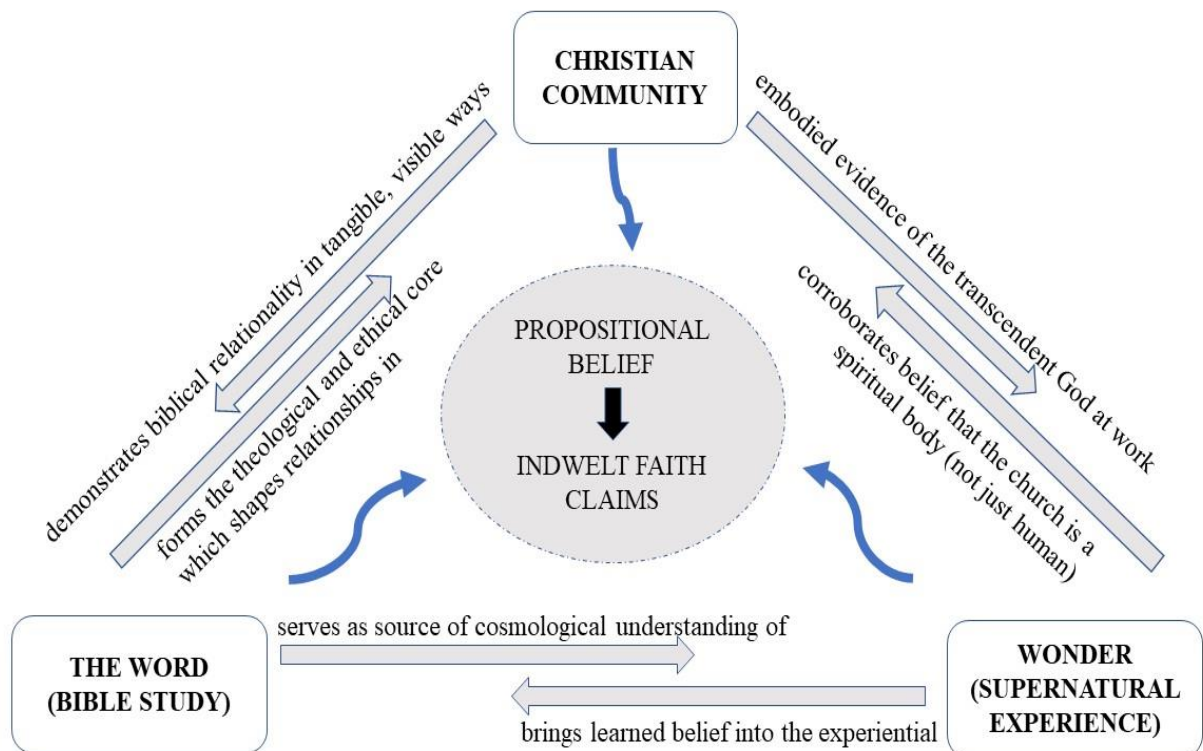 CHRISTIAN
COMMUNITY
demonstrates biblical relationality in tangible, visible ways
forms the theological and ethical core
which shapes relationships in
embodied evidence of the transcendent God at work
corroborates belief that the church is a
spiritual body (not just human)
PROPOSITIONAL
BELIEF
INDWELT FAITH
CLAIMS
THE WORD
(BIBLE STUDY)
serves as source of cosmological understanding of
brings learned belief into the experiential
WONDER
(SUPERNATURAL
EXPERIENCE)